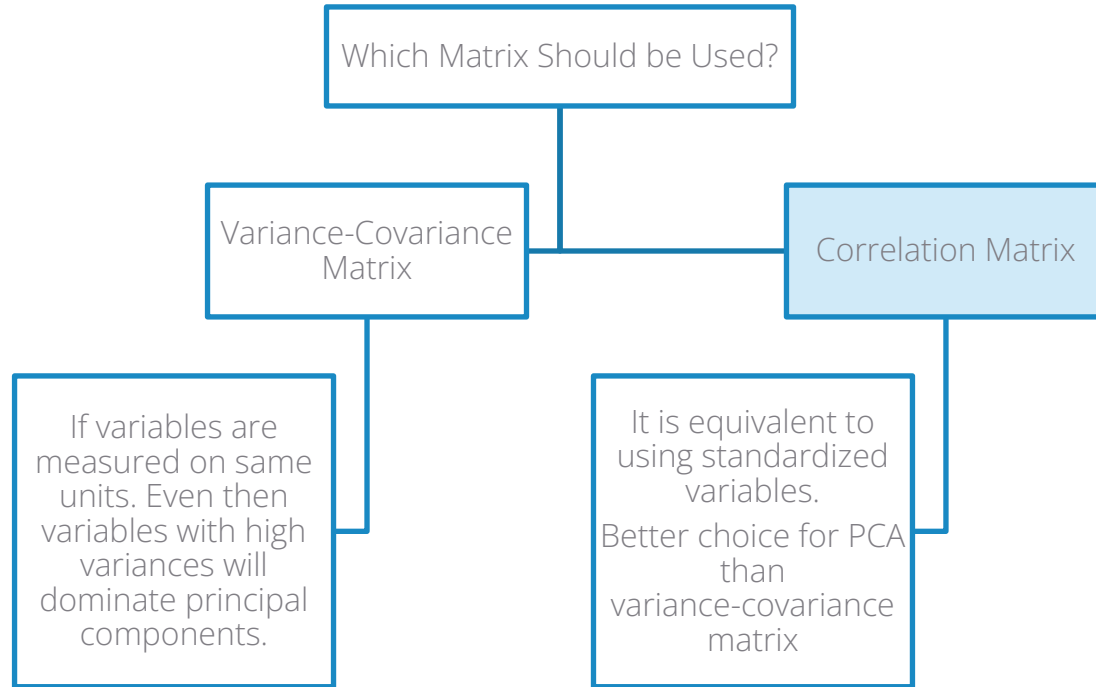 Which Matrix Should be Used?
Variance-Covariance
Matrix
Correlation Matrix
If variables are
measured on same
units. Even then
variables with high
variances will
dominate principal
components.
It is equivalent to
using standardized
variables.
Better choice for PCA
than
variance-covariance
matrix